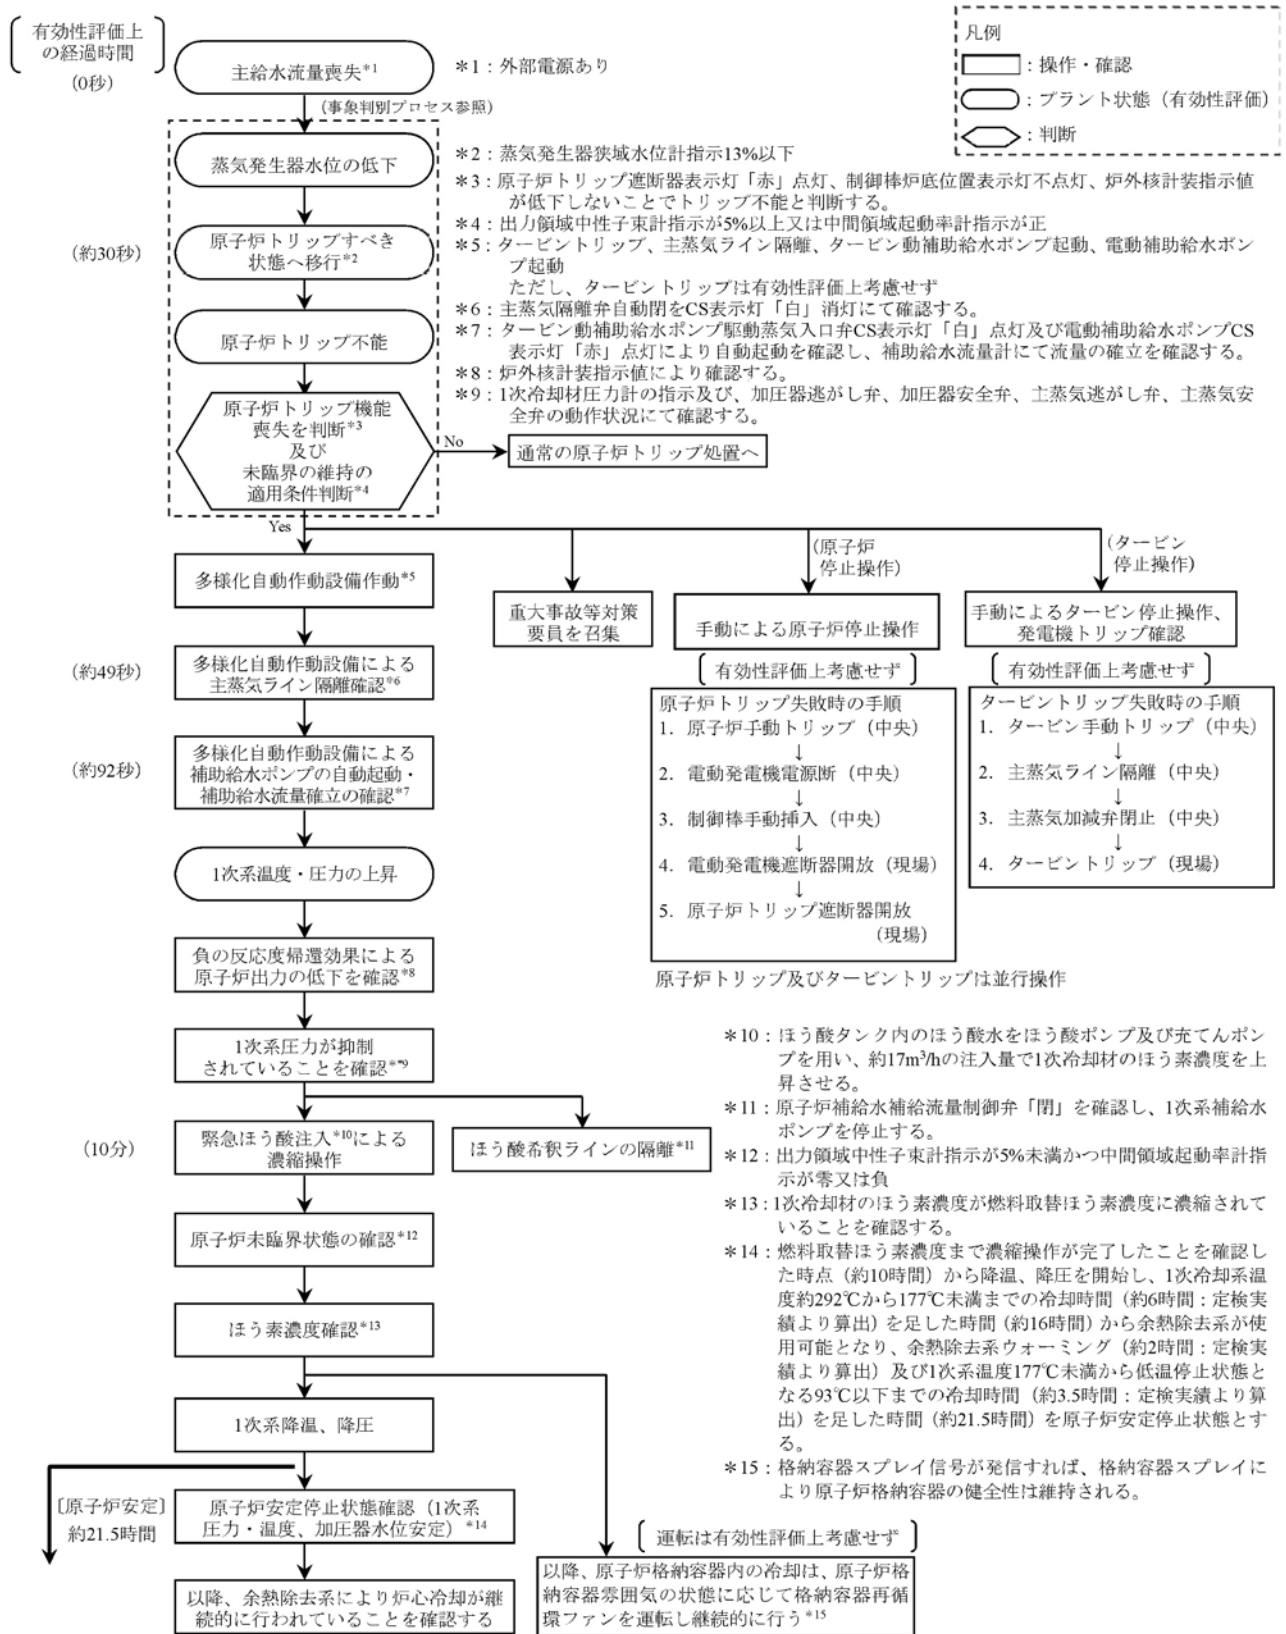 有効性評価上
の経過時間
(0秒)
主給水流量喪失*1
＊1：外部電源あり
(事象判別プロセス参照)
凡例
：操作・確認
：プラント状態（有効性評価）
：判断
蒸気発生器水位の低下
＊2：蒸気発生器狭域水位計指示13%以下
＊3：原子炉トリップ遮断器表示灯「赤」点灯、制御棒炉底位置表示灯不点灯、炉外核計装指示値
が低下しないことでトリップ不能と判断する。
＊4：出力領域中性子束計指示が5%以上又は中間領域起動率計指示が正
＊5：タービントリップ、主蒸気ライン隔離、タービン動補助給水ポンプ起動、電動補助給水ポン
プ起動
ただし、タービントリップは有効性評価上考慮せず
＊6：主蒸気隔離弁自動閉をCS表示灯「白」消灯にて確認する。
＊7：タービン動補助給水ポンプ駆動蒸気入口弁CS表示灯「白」点灯及び電動補助給水ポンプCS
表示灯「赤」点灯により自動起動を確認し、補助給水流量計にて流量の確立を確認する。
＊8：炉外核計装指示値により確認する。
＊9：1次冷却材圧力計の指示及び、加圧器逃がし弁、加圧器安全弁、主蒸気逃がし弁、主蒸気安
全弁の動作状況にて確認する。
(約30秒)
原子炉トリップすべき
状態へ移行*2
原子炉トリップ不能
原子炉トリップ機能
喪失を判断*3
及び
未臨界の維持の
適用条件判断*4
No
通常の原子炉トリップ処置へ
Yes
多様化自動作動設備作動*5
重大事故等対策
要員を召集
(原子炉
停止操作)
手動による原子炉停止操作
(タービン
停止操作)
手動によるタービン停止操作、
発電機トリップ確認
(約49秒)
多様化自動作動設備による
主蒸気ライン隔離確認*6
(約92秒)
多様化自動作動設備による
補助給水ポンプの自動起動・
補助給水流量確立の確認*7
有効性評価上考慮せず
原子炉トリップ失敗時の手順
1．原子炉手動トリップ（中央）
↓
2．電動発電機電源断（中央）
↓
3．制御棒手動挿入（中央）
↓
4．電動発電機遮断器開放（現場）
↓
5．原子炉トリップ遮断器開放
（現場）
有効性評価上考慮せず
タービントリップ失敗時の手順
1．タービン手動トリップ（中央）
↓
2．主蒸気ライン隔離（中央）
↓
3．主蒸気加減弁閉止（中央）
↓
4．タービントリップ（現場）
原子炉トリップ及びタービントリップは並行操作
1次系温度・圧力の上昇
負の反応度帰還効果による
原子炉出力の低下を確認*8
1次系圧力が抑制
されていることを確認*9
(10分)
緊急ほう酸注入*10による
濃縮操作
ほう酸希釈ラインの隔離*11
原子炉未臨界状態の確認*12
ほう素濃度確認*13
1次系降温、降圧
〔原子炉安定〕
約21.5時間
原子炉安定停止状態確認（1次系
圧力・温度、加圧器水位安定）*14
以降、余熱除去系により炉心冷却が継
続的に行われていることを確認する
運転は有効性評価上考慮せず
以降、原子炉格納容器内の冷却は、原子炉格
納容器雰囲気の状態に応じて格納容器再循
環ファンを運転し継続的に行う*15
＊10：ほう酸タンク内のほう酸水をほう酸ポンプ及び充てんポン
プを用い、約17m³/hの注入量で1次冷却材のほう素濃度を上
昇させる。
＊11：原子炉補給水補給流量制御弁「閉」を確認し、1次系補給水
ポンプを停止する。
＊12：出力領域中性子束計指示が5%未満かつ中間領域起動率計指
示が零又は負
＊13：1次冷却材のほう素濃度が燃料取替ほう素濃度に濃縮されて
いることを確認する。
＊14：燃料取替ほう素濃度まで濃縮操作が完了したことを確認し
た時点（約10時間）から降温、降圧を開始し、1次冷却系温
度約292℃から177℃未満までの冷却時間（約6時間：定検実
績より算出）を足した時間（約16時間）から余熱除去系が使
用可能となり、余熱除去系ウォーミング（約2時間：定検実
績より算出）及び1次系温度177℃未満から低温停止状態と
なる93℃以下までの冷却時間（約3.5時間：定検実績より算
出）を足した時間（約21.5時間）を原子炉安定停止状態とす
る。
＊15：格納容器スプレイ信号が発信すれば、格納容器スプレイに
より原子炉格納容器の健全性は維持される。